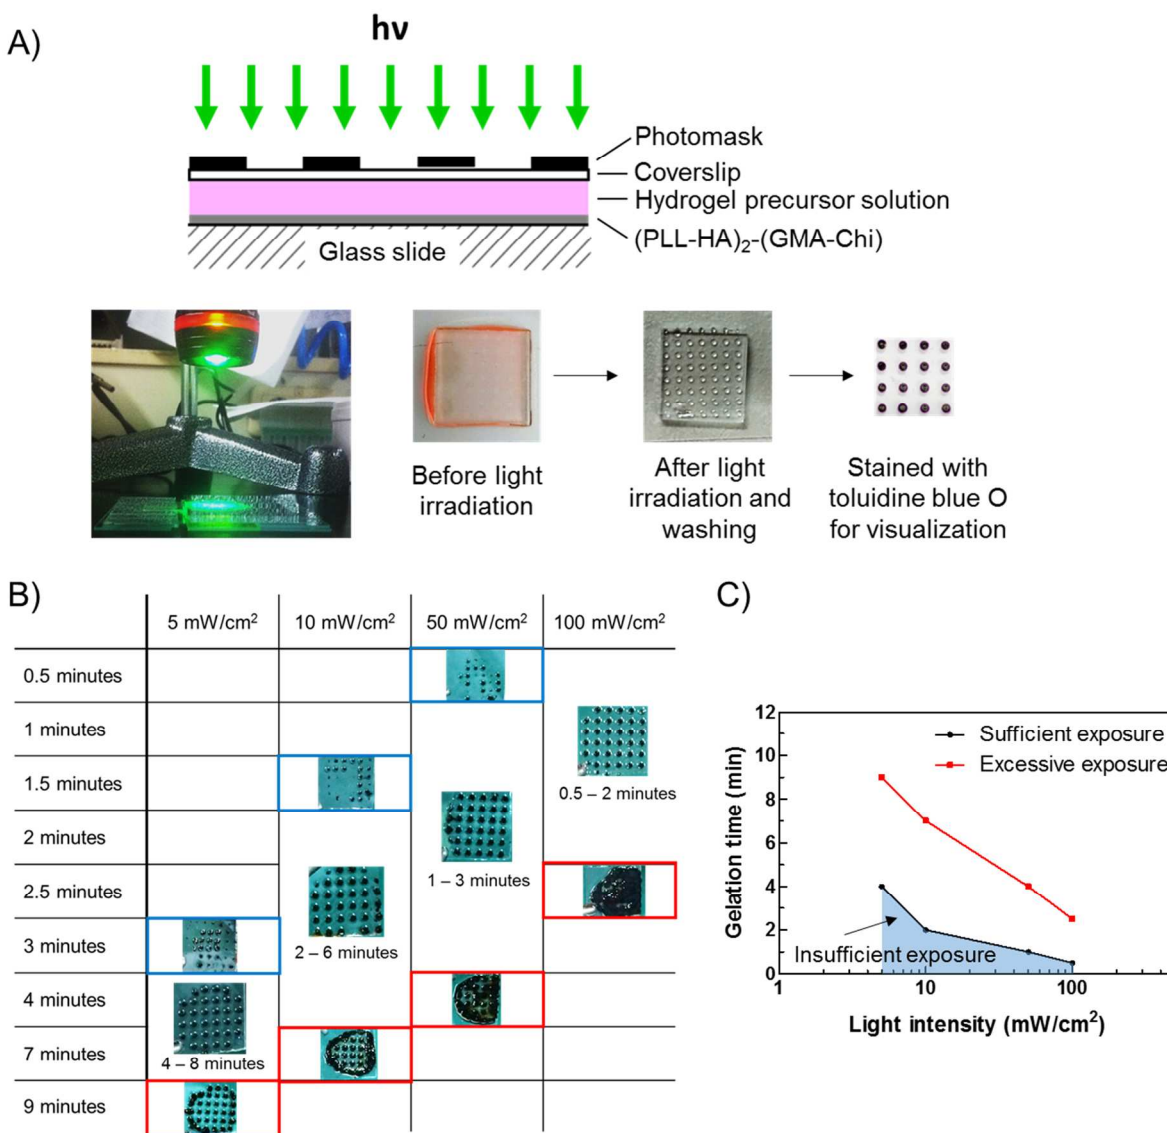 A)
hν
Photomask
Coverslip
Hydrogel precursor solution
(PLL-HA)₂-(GMA-Chi)
Glass slide
Before light
irradiation
After light
irradiation and
washing
Stained with
toluidine blue O
for visualization
B)
5 mW/cm²
10 mW/cm²
50 mW/cm²
100 mW/cm²
0.5 minutes
1 minutes
1.5 minutes
2 minutes
2.5 minutes
3 minutes
4 minutes
7 minutes
9 minutes
0.5 – 2 minutes
1 – 3 minutes
2 – 6 minutes
4 – 8 minutes
C)
12
10
8
6
4
2
0
Gelation time (min)
Sufficient exposure
Excessive exposure
Insufficient exposure
1
10
100
Light intensity (mW/cm²)